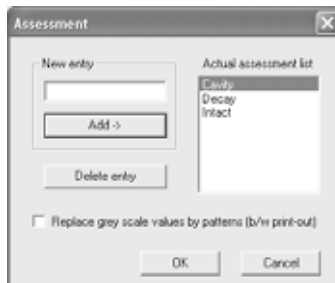 Assessment
New entry
Add ->
Delete entry
Actual assessment list
Cavity
Decay
Intact
Replace grey scale values by patterns (b/w print-out)
OK
Cancel